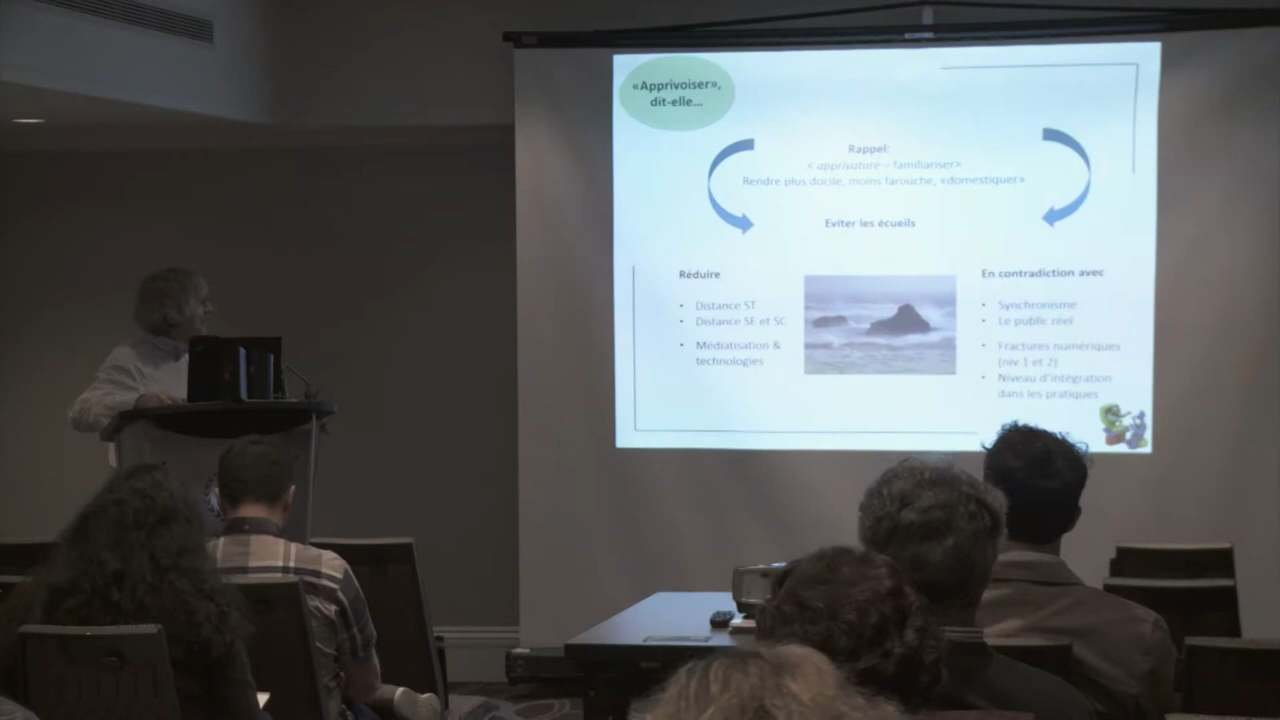 «Apprivoiser»,
dit-elle...
Rappel:
< apprivatare = familiariser>
Rendre plus docile, moins farouche, «domestiquer»
Eviter les écueils
Réduire
• Distance ST
• Distance SE et SC
• Médiatisation &
technologies
En contradiction avec
• Synchronisme
• Le public réel
• Fractures numériques
(niv 1 et 2)
• Niveau d'intégration
dans les pratiques